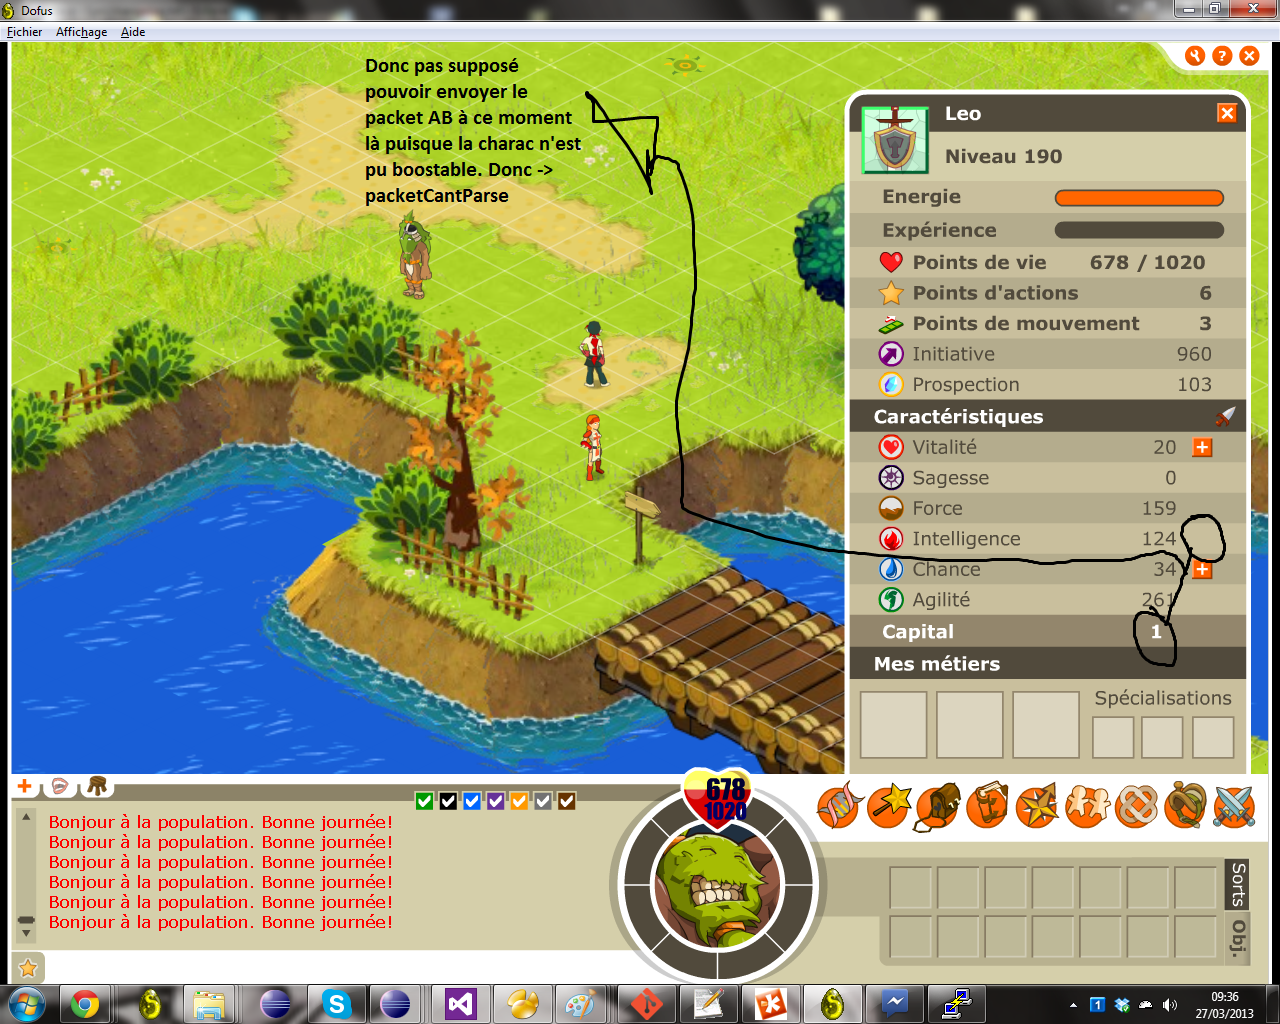 Dofus
Fichier Affichage Aide
Donc pas supposé
pouvoir envoyer le
packet AB à ce moment
là puisque la charac n'est
pu boostable. Donc ->
packetCantParse
Leo
Niveau 190
Energie
Expérience
Points de vie 678 / 1020
Points d'actions 6
Points de mouvement 3
Initiative 960
Prospection 103
Caractéristiques
Vitalité 20
Sagesse 0
Force 159
Intelligence 124
Chance 34
Agilité 261
Capital 1
Mes métiers
Spécialisations
678
1020
Bonjour à la population. Bonne journée!
Bonjour à la population. Bonne journée!
Bonjour à la population. Bonne journée!
Bonjour à la population. Bonne journée!
Bonjour à la population. Bonne journée!
Bonjour à la population. Bonne journée!
Sorts
Obj.
09:36
27/03/2013